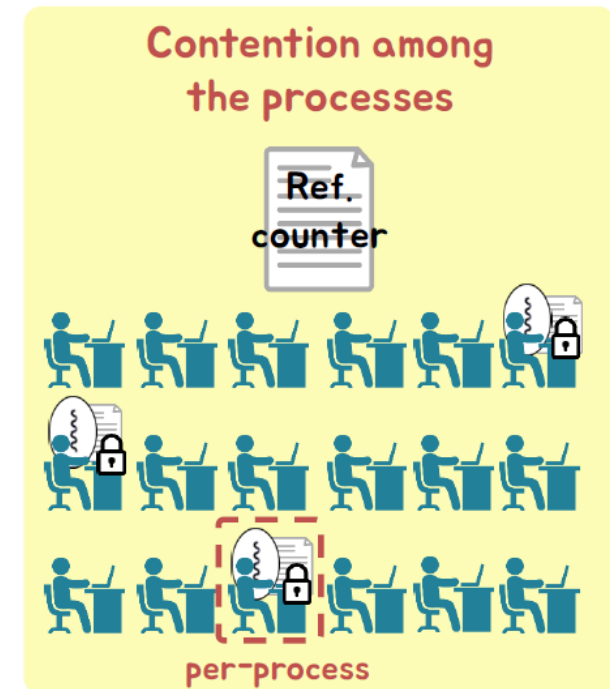 Contention among
the processes
Ref.
counter
per-process